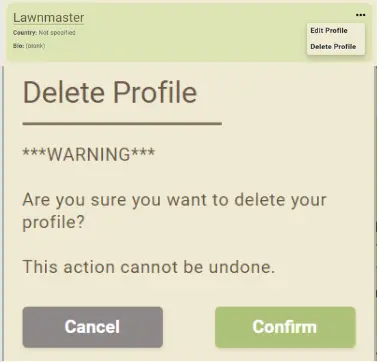 Lawnmaster
Country: Not specified
Bio: (blank)
Edit Profile
Delete Profile
Delete Profile
***WARNING***
Are you sure you want to delete your
profile?
This action cannot be undone.
Cancel
Confirm